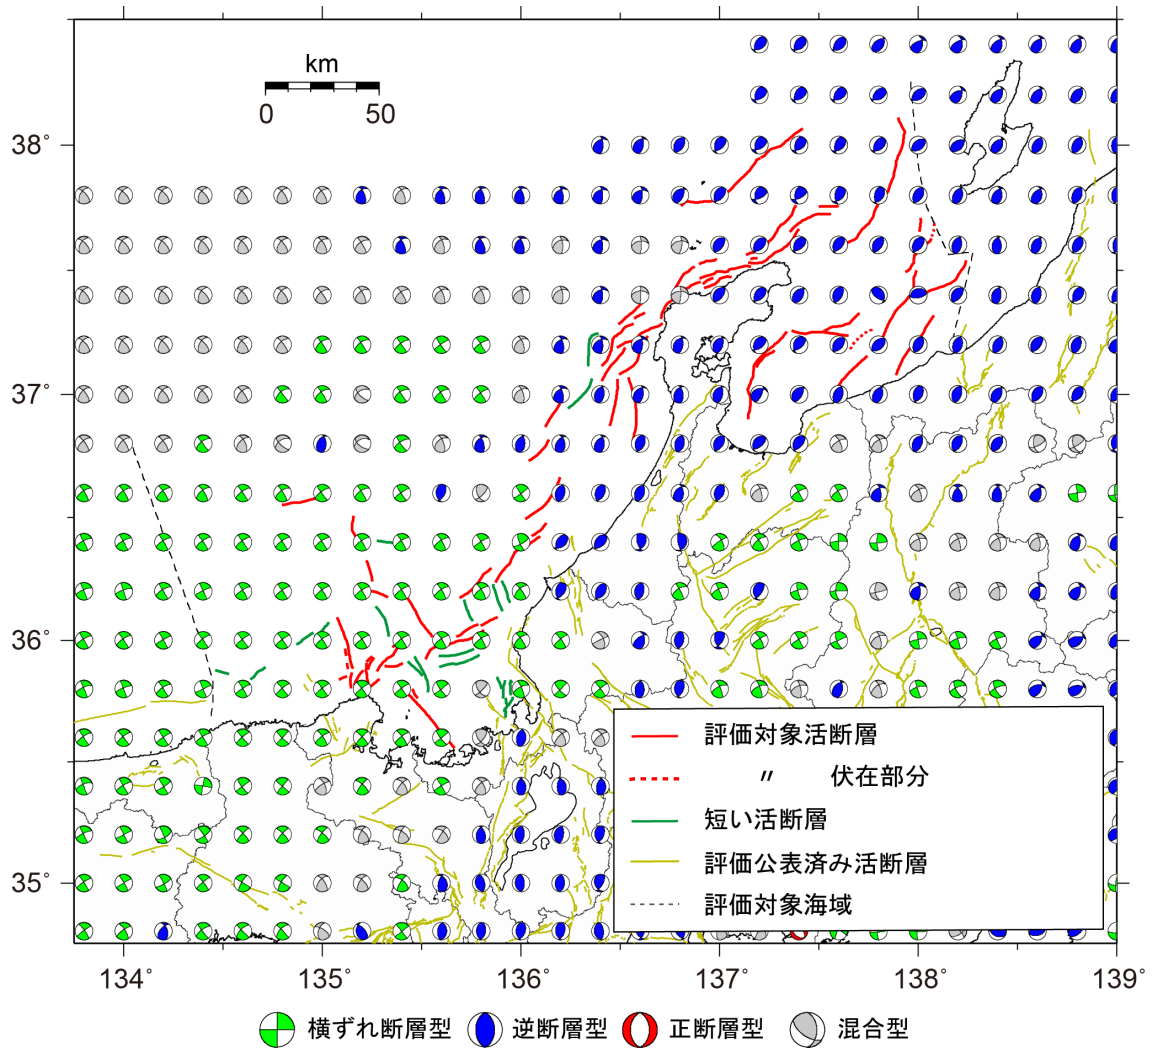 km
0 50
38°
37°
36°
35°
評価対象活断層
〃 伏在部分
短い活断層
評価公表済み活断層
評価対象海域
134° 135° 136° 137° 138° 139°
横ずれ断層型 逆断層型 正断層型 混合型